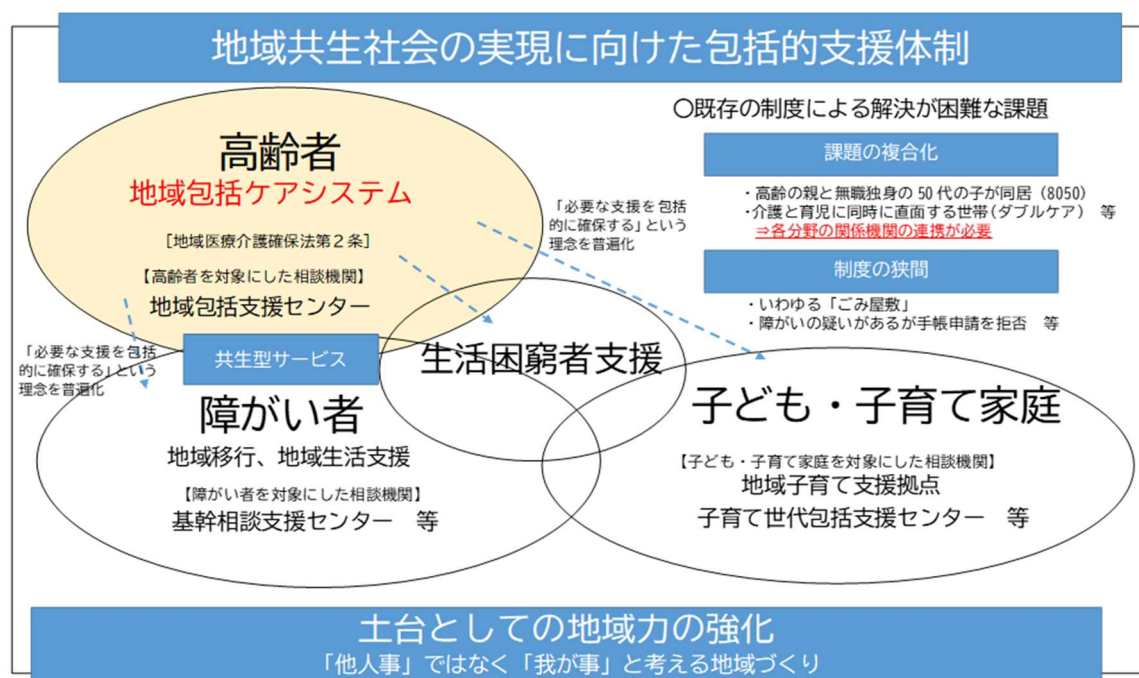 地域共生社会の実現に向けた包括的支援体制
高齢者
地域包括ケアシステム
[地域医療介護確保法第2条]
【高齢者を対象にした相談機関】
地域包括支援センター
「必要な支援を包括
的に確保する」という
理念を普遍化
〇既存の制度による解決が困難な課題
課題の複合化
・高齢の親と無職独身の50代の子が同居(8050)
・介護と育児に同時に直面する世帯(ダブルケア) 等
⇒各分野の関係機関の連携が必要
制度の狭間
・いわゆる「ごみ屋敷」
・障がいの疑いがあるが手帳申請を拒否 等
「必要な支援を包括
的に確保する」という
理念を普遍化
共生型サービス
生活困窮者支援
障がい者
地域移行、地域生活支援
【障がい者を対象にした相談機関】
基幹相談支援センター 等
子ども・子育て家庭
【子ども・子育て家庭を対象にした相談機関】
地域子育て支援拠点
子育て世代包括支援センター 等
土台としての地域力の強化
「他人事」ではなく「我が事」と考える地域づくり